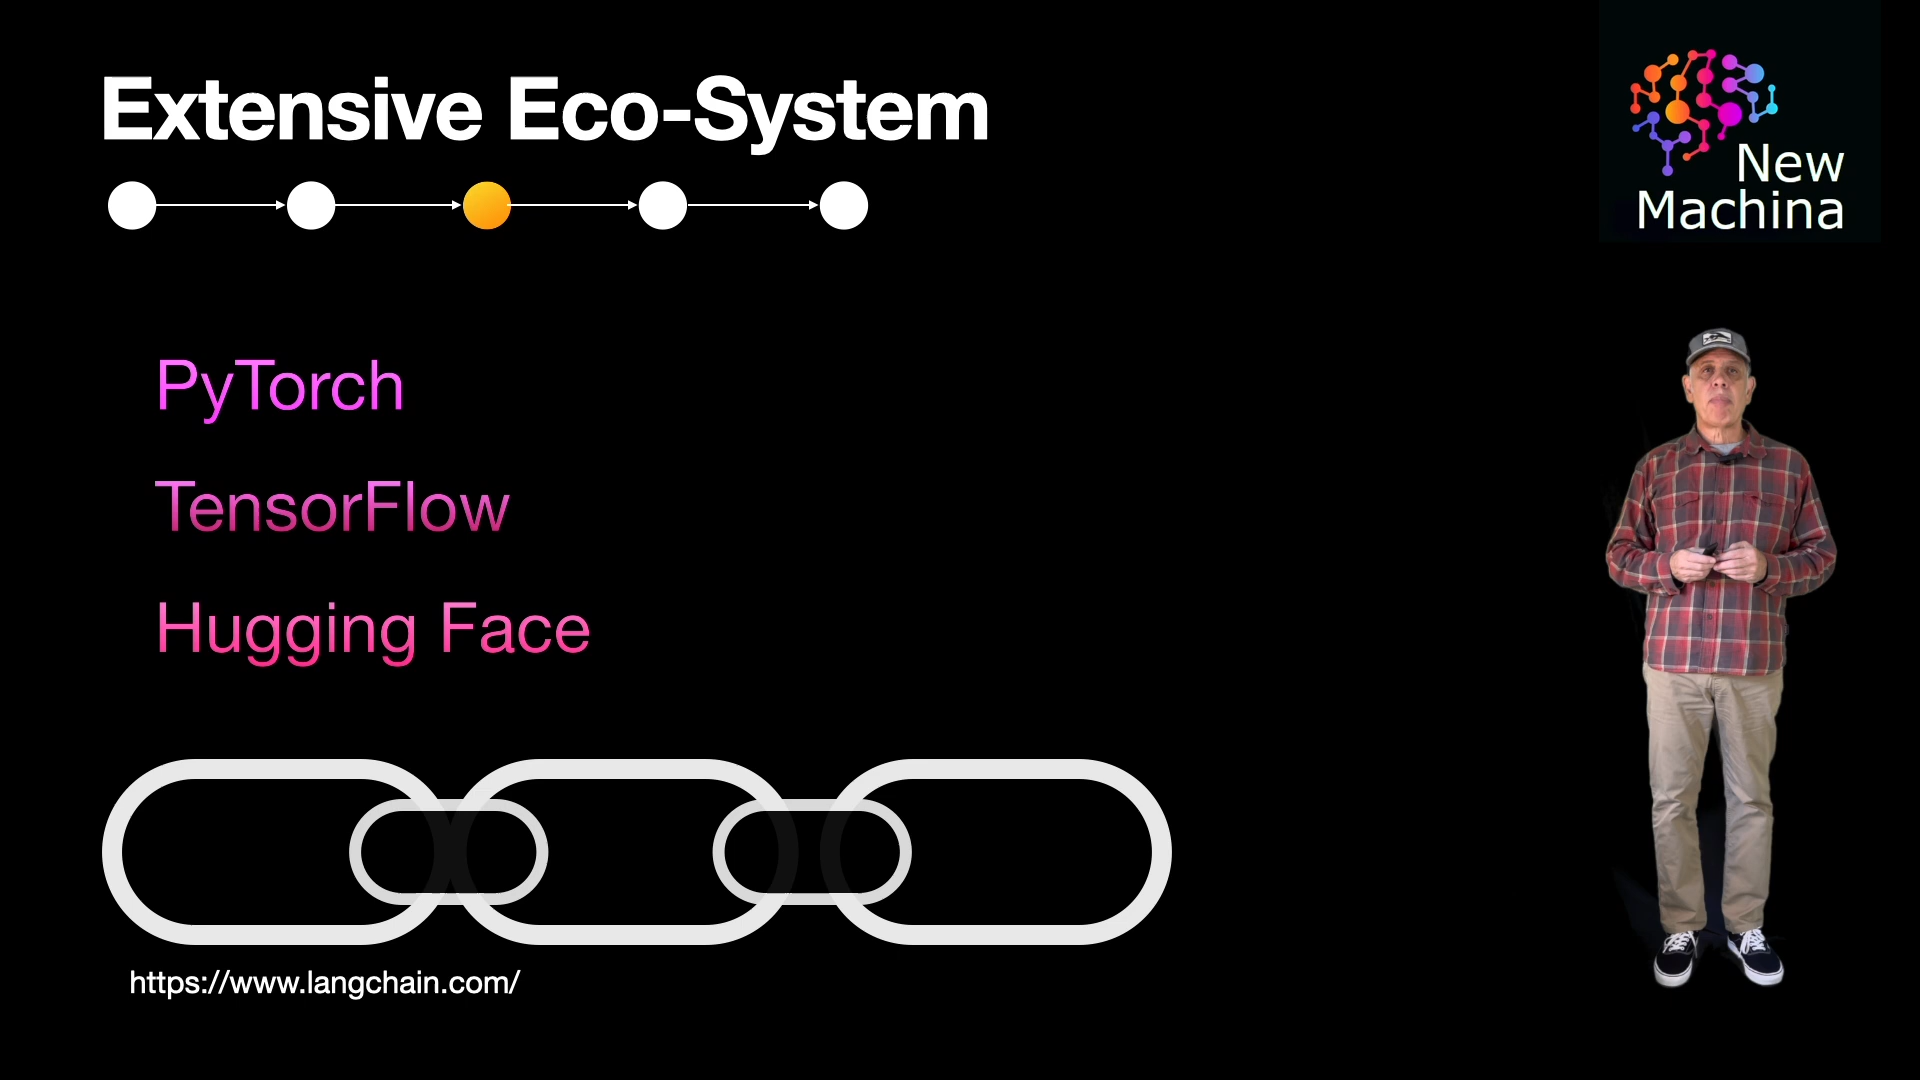 Extensive Eco-System
New
Machina
PyTorch
TensorFlow
Hugging Face
https://www.langchain.com/